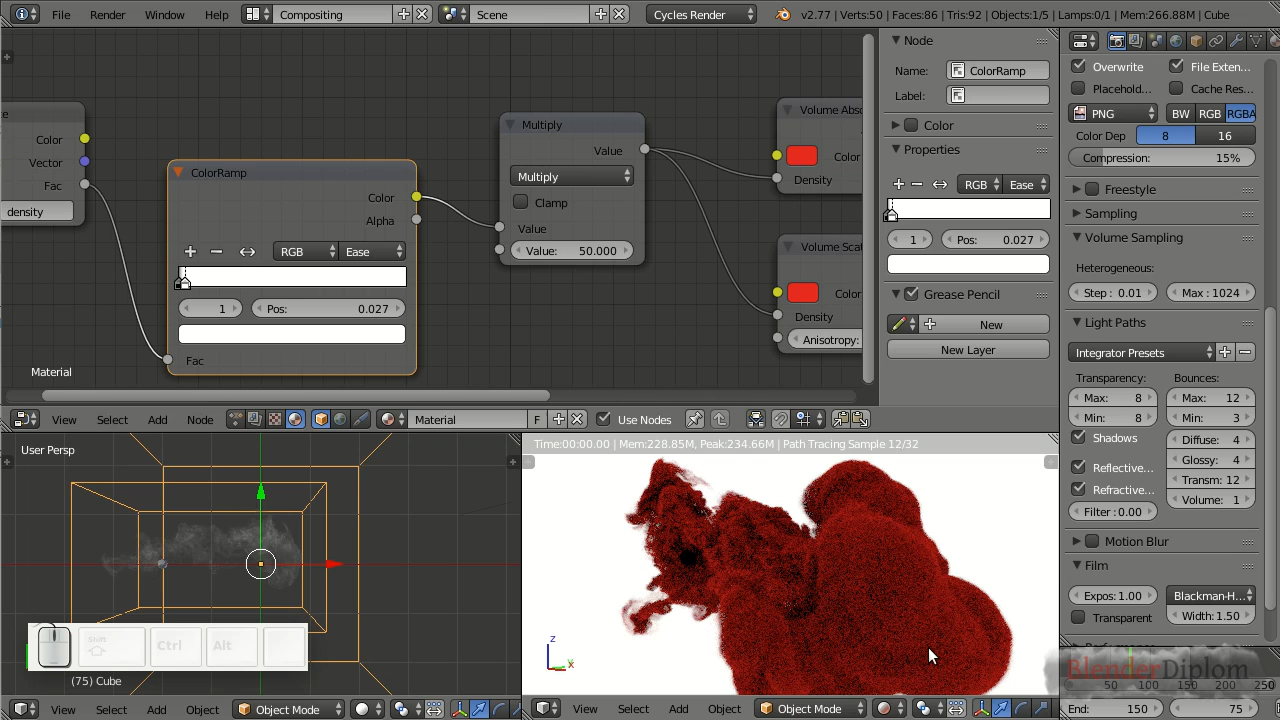 File Render Window Help Compositing Scene Cycles Render v2.77 | Verts:50 | Faces:86 | Tris:92 | Objects:1/5 | Lamps:0/1 | Mem:266.88M | Cube
Color
Vector
Fac
density
ColorRamp
Color
Alpha
RGB Ease
1 Pos: 0.027
Fac
Material
Multiply
Value
Multiply
Clamp
Value
Value: 50.000
Volume Abso
Color
Density
Volume Scat
Color
Density
Anisotropy:
Node
Name: ColorRamp
Label:
Color
Properties
RGB Ease
1 Pos: 0.027
Grease Pencil
New
New Layer
Overwrite File Exten...
Placehold... Cache Res...
PNG BW RGB RGBA
Color Dep 8 16
Compression: 15%
Freestyle
Sampling
Volume Sampling
Heterogeneous:
Step : 0.01 Max : 1024
Light Paths
Integrator Presets
Transparency: Bounces:
Max: 8 Max: 12
Min: 8 Min: 3
Shadows Diffuse: 4
Reflective... Glossy: 4
Refractive... Transm: 12
Filter : 0.00 Volume: 1
Motion Blur
Film
Expos: 1.00 Blackman-H...
Transparent Width: 1.50
View Select Add Node Material F Use Nodes
User Persp
Shift Ctrl Alt
(75) Cube
View Select Add Object Object Mode
Time:00:00.00 | Mem:228.85M, Peak:234.66M | Path Tracing Sample 12/32
z
y
x
View Select Add Object Object Mode
BlenderDiplom
50 100 150 200 250
End: 150 75